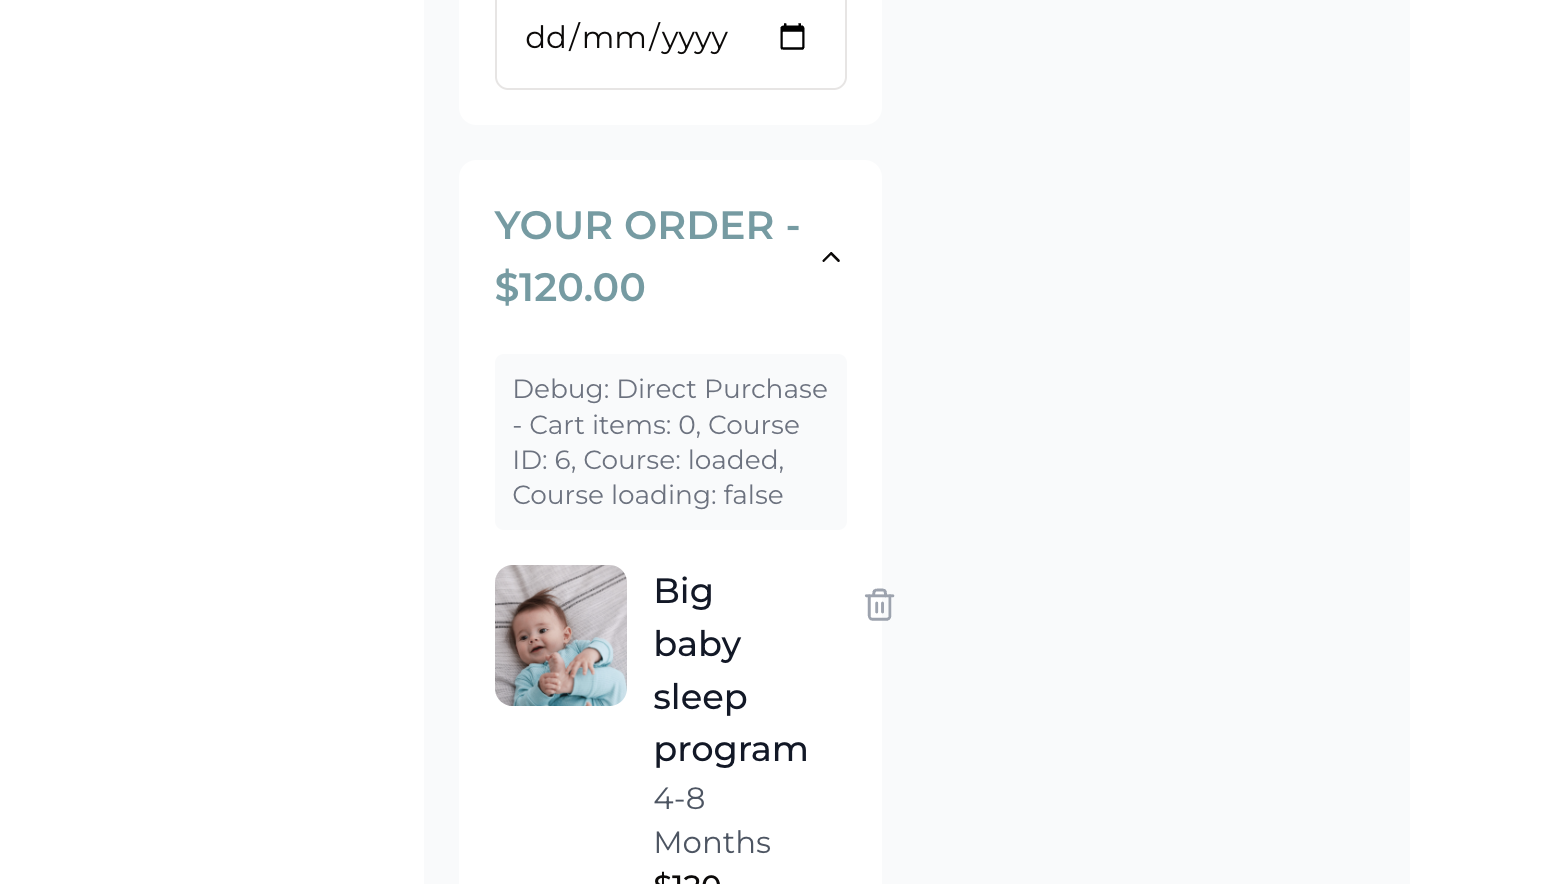 dd/mm/yyyy
YOUR ORDER -
$120.00
Debug: Direct Purchase
- Cart items: 0, Course
ID: 6, Course: loaded,
Course loading: false
Big
baby
sleep
program
4-8
Months
$120